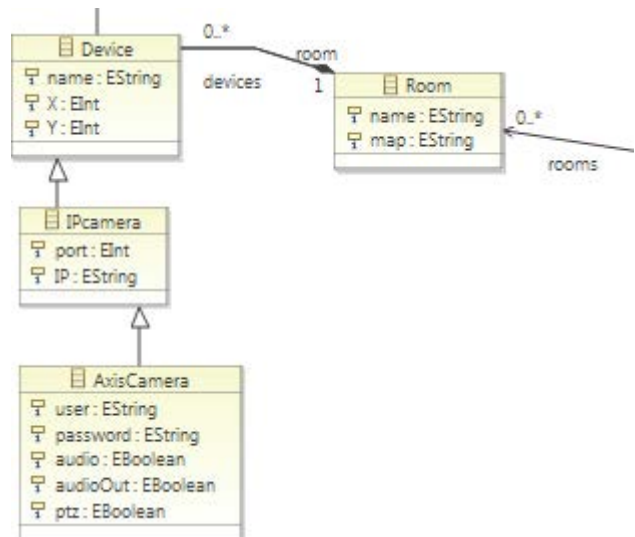 Device
name : EString
X : EInt
Y : EInt
0..*
devices
room
1
Room
name : EString
map : EString
0..*
rooms
IPcamera
port : EInt
IP : EString
AxisCamera
user : EString
password : EString
audio : EBoolean
audioOut : EBoolean
ptz : EBoolean